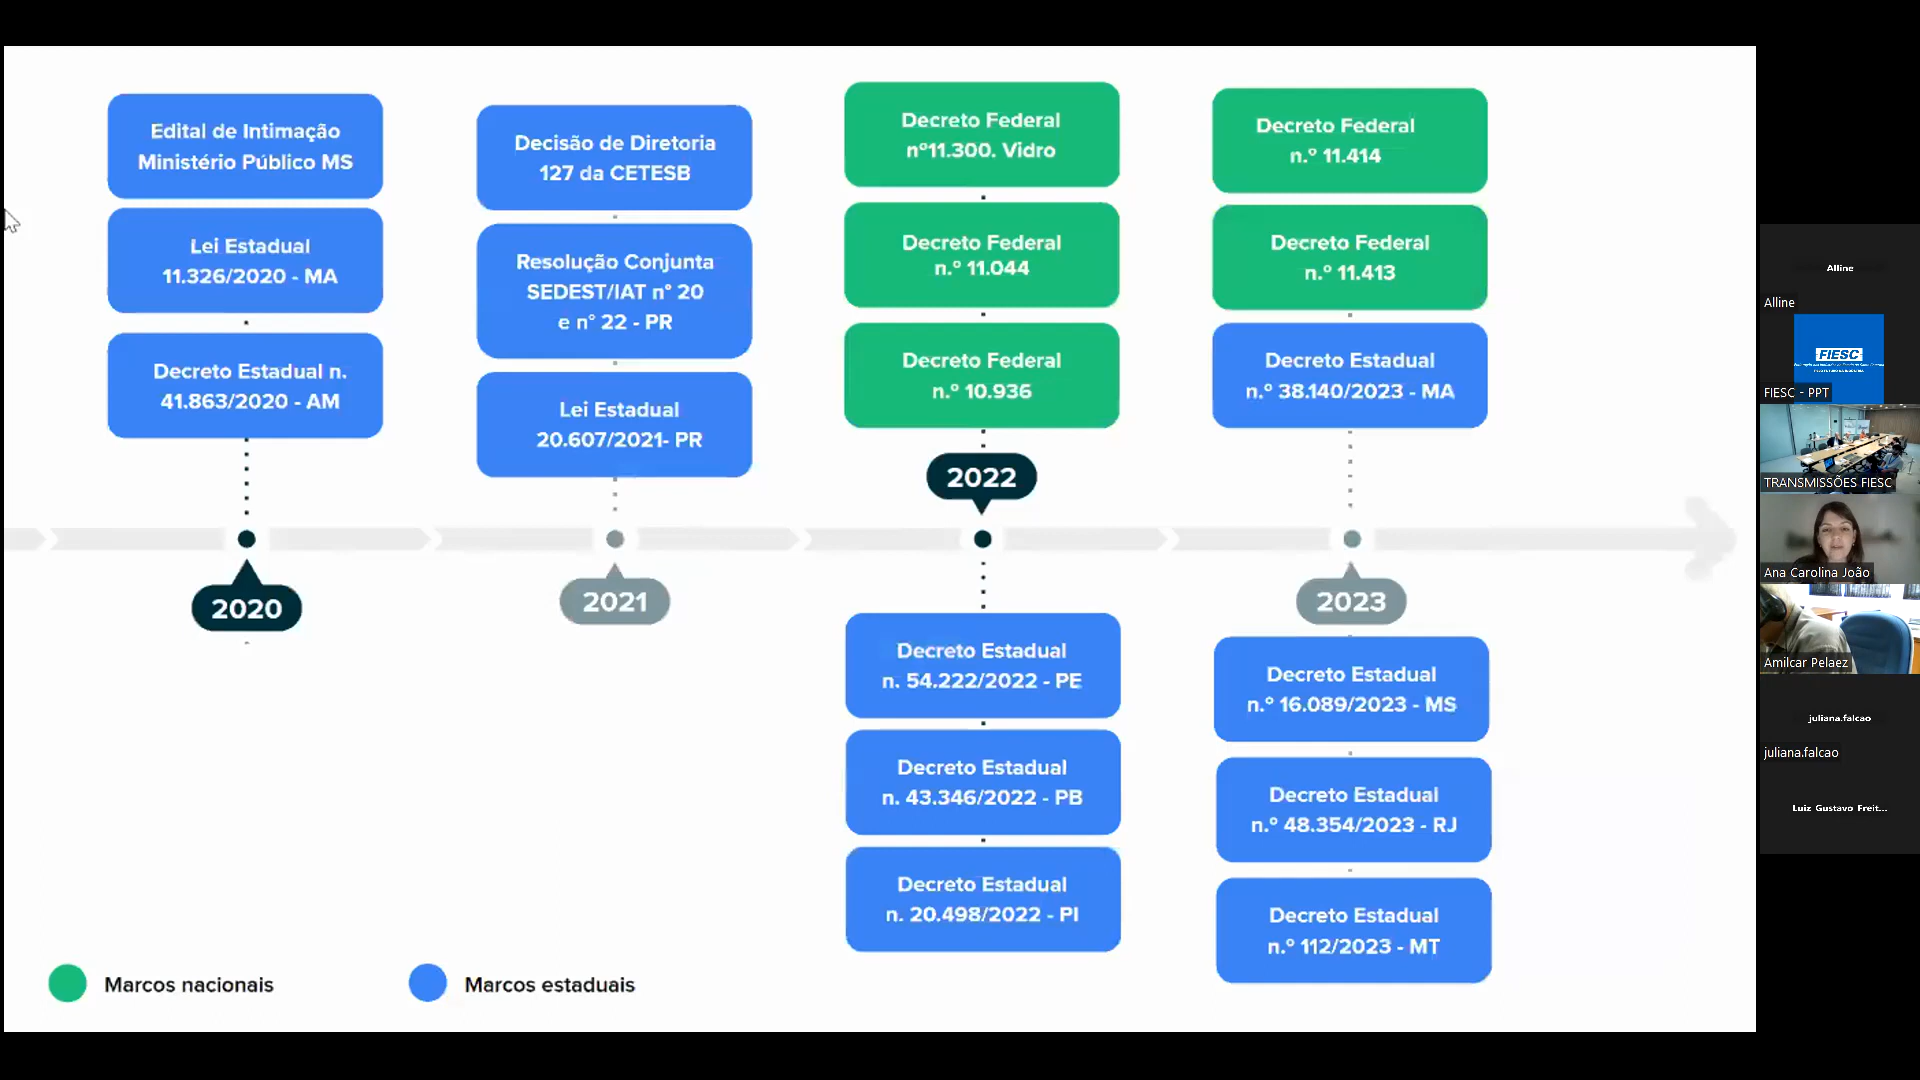 Edital de Intimação
Ministério Público MS
Lei Estadual
11.326/2020 - MA
Decreto Estadual n.
41.863/2020 - AM
2020
Decisão de Diretoria
127 da CETESB
Resolução Conjunta
SEDEST/IAT n° 20
e n° 22 - PR
Lei Estadual
20.607/2021- PR
2021
Decreto Federal
nº11.300. Vidro
Decreto Federal
n.º 11.044
Decreto Federal
n.º 10.936
2022
Decreto Estadual
n. 54.222/2022 - PE
Decreto Estadual
n. 43.346/2022 - PB
Decreto Estadual
n. 20.498/2022 - PI
Decreto Federal
n.º 11.414
Decreto Federal
n.º 11.413
Decreto Estadual
n.º 38.140/2023 - MA
2023
Decreto Estadual
n.º 16.089/2023 - MS
Decreto Estadual
n.º 48.354/2023 - RJ
Decreto Estadual
n.º 112/2023 - MT
Marcos nacionais
Marcos estaduais
Alline
Alline
FIESC
FIESC - PPT
TRANSMISSÕES FIESC
Ana Carolina João
Amilcar Pelaez
juliana.falcao
juliana.falcao
Luiz Gustavo Freit...